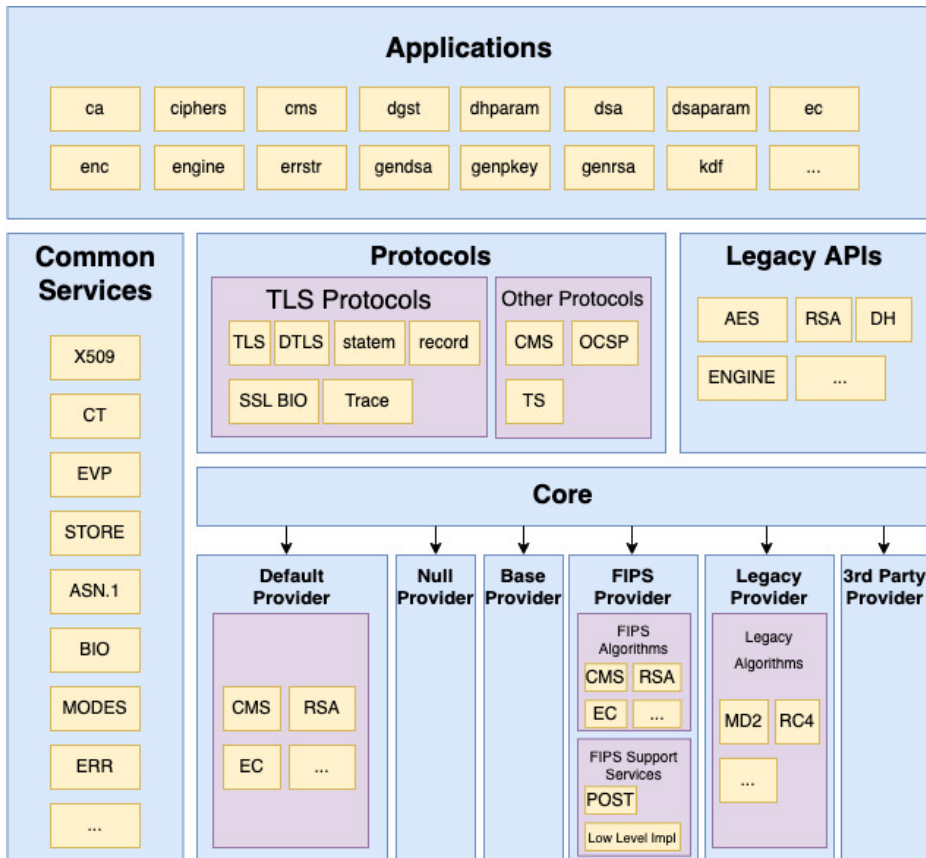 Applications
ca ciphers cms dgst dhparam dsa dsaparam ec
enc engine errstr gendsa genpkey genrsa kdf ...
Common
Services
X509
CT
EVP
STORE
ASN.1
BIO
MODES
ERR
...
Protocols
TLS Protocols
TLS DTLS statem record
SSL BIO Trace
Other Protocols
CMS OCSP
TS
Legacy APIs
AES RSA DH
ENGINE ...
Core
Default
Provider
CMS RSA
EC ...
Null
Provider
Base
Provider
FIPS
Provider
FIPS
Algorithms
CMS RSA
EC ...
FIPS Support
Services
POST
Low Level Impl
Legacy
Provider
Legacy
Algorithms
MD2 RC4
...
3rd Party
Provider